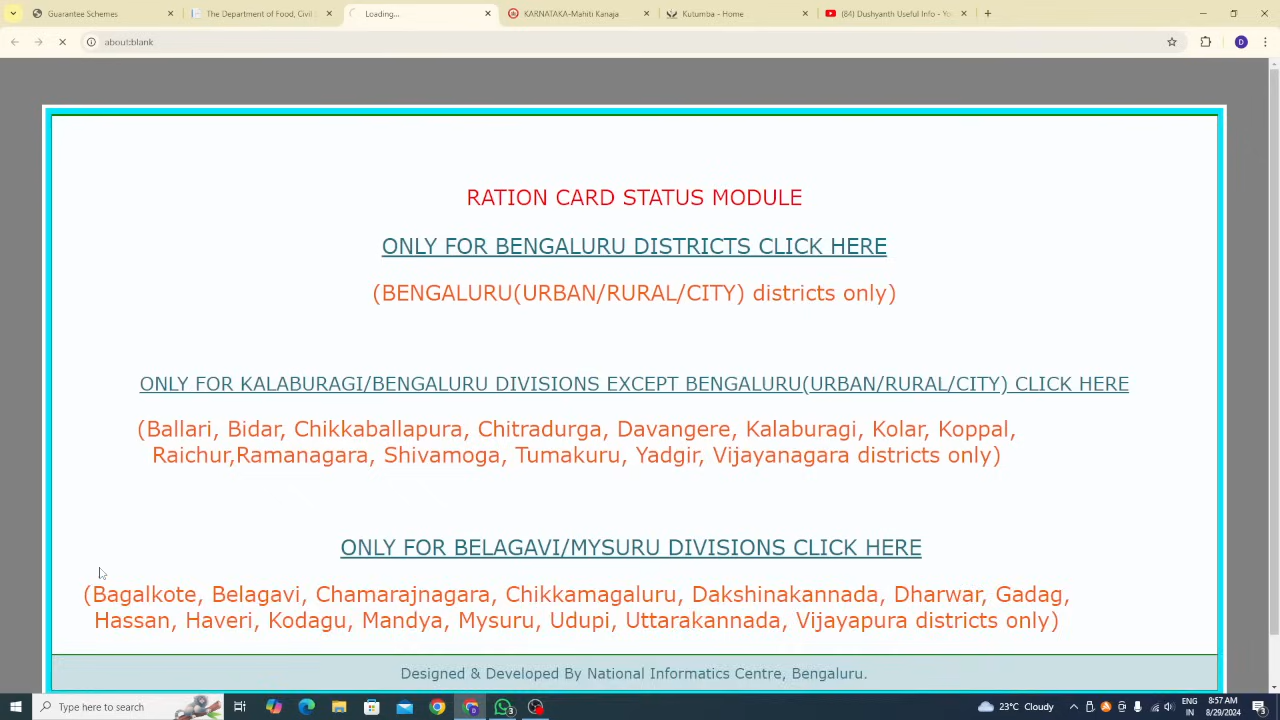 Guarantee Schemes
The Department of Food, Civil
Loading...
KARNATAKA-Mahiti Kanaja
Kutumba - Home
(84) Dushyanth Useful Info - Yo
about:blank
D
RATION CARD STATUS MODULE
ONLY FOR BENGALURU DISTRICTS CLICK HERE
(BENGALURU(URBAN/RURAL/CITY) districts only)
ONLY FOR KALABURAGI/BENGALURU DIVISIONS EXCEPT BENGALURU(URBAN/RURAL/CITY) CLICK HERE
(Ballari, Bidar, Chikkaballapura, Chitradurga, Davangere, Kalaburagi, Kolar, Koppal,
Raichur,Ramanagara, Shivamoga, Tumakuru, Yadgir, Vijayanagara districts only)
ONLY FOR BELAGAVI/MYSURU DIVISIONS CLICK HERE
(Bagalkote, Belagavi, Chamarajnagara, Chikkamagaluru, Dakshinakannada, Dharwar, Gadag,
Hassan, Haveri, Kodagu, Mandya, Mysuru, Udupi, Uttarakannada, Vijayapura districts only)
Designed & Developed By National Informatics Centre, Bengaluru.
Type here to search
3
23°C Cloudy
ENG
IN
8:57 AM
8/29/2024
3